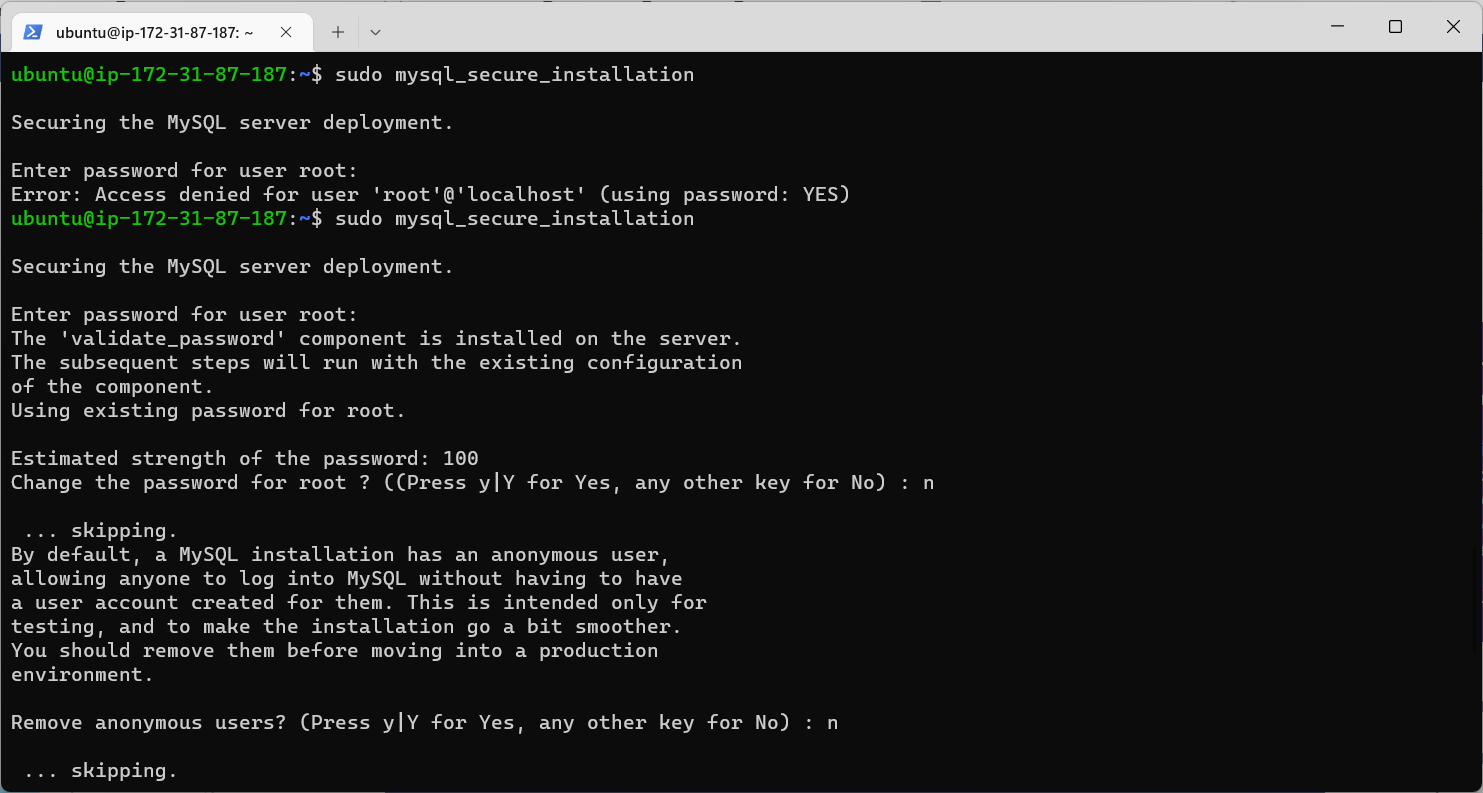 ubuntu@ip-172-31-87-187: ~
ubuntu@ip-172-31-87-187:~$ sudo mysql_secure_installation
Securing the MySQL server deployment.
Enter password for user root:
Error: Access denied for user 'root'@'localhost' (using password: YES)
ubuntu@ip-172-31-87-187:~$ sudo mysql_secure_installation
Securing the MySQL server deployment.
Enter password for user root:
The 'validate_password' component is installed on the server.
The subsequent steps will run with the existing configuration
of the component.
Using existing password for root.
Estimated strength of the password: 100
Change the password for root ? ((Press y|Y for Yes, any other key for No) : n
 ... skipping.
By default, a MySQL installation has an anonymous user,
allowing anyone to log into MySQL without having to have
a user account created for them. This is intended only for
testing, and to make the installation go a bit smoother.
You should remove them before moving into a production
environment.
Remove anonymous users? (Press y|Y for Yes, any other key for No) : n
 ... skipping.